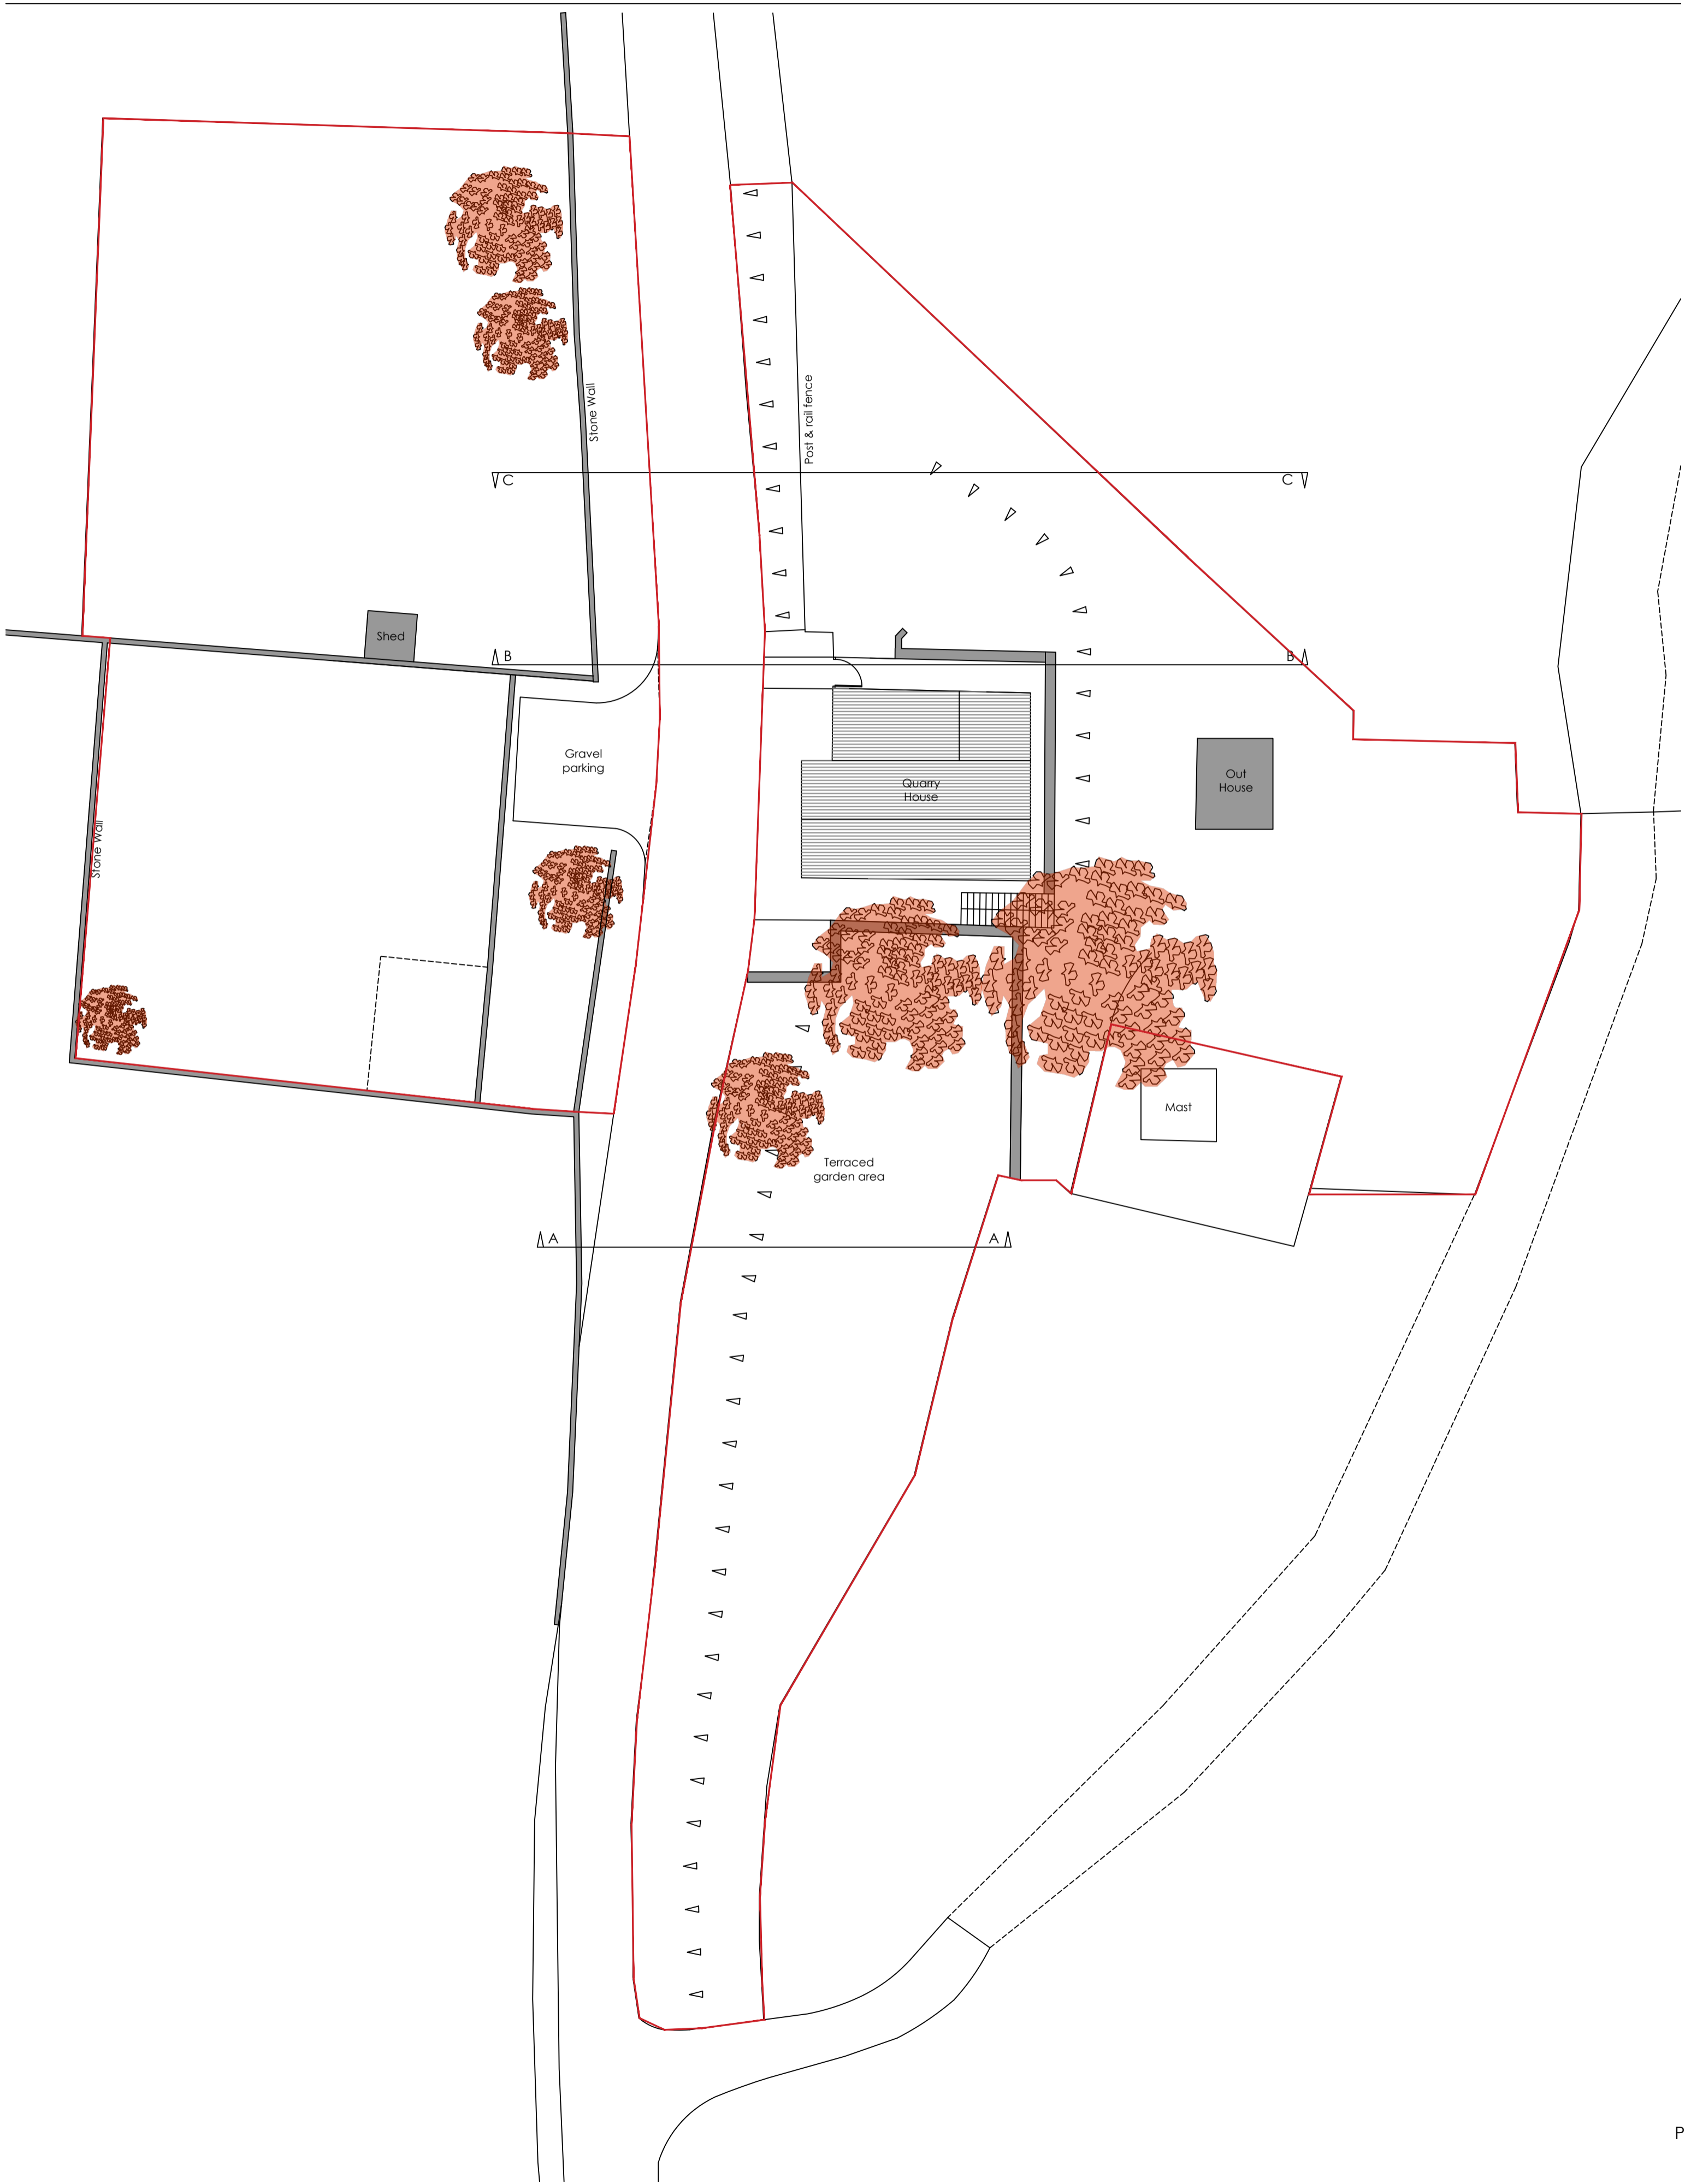 Stone Wall
Post & rail fence
C
C
Shed
B
B
Gravel
parking
Quarry
House
Out
House
Stone Wall
Mast
Terraced
garden area
A
A
P